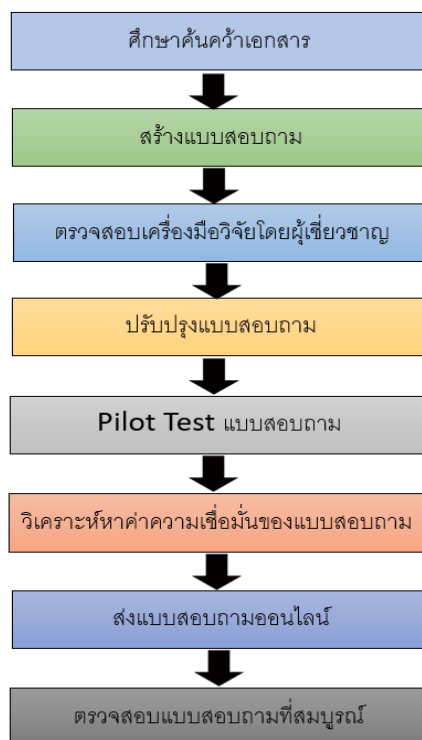 ศึกษาค้นคว้าเอกสาร
สร้างแบบสอบถาม
ตรวจสอบเครื่องมือวิจัยโดยผู้เชี่ยวชาญ
ปรับปรุงแบบสอบถาม
Pilot Test แบบสอบถาม
วิเคราะห์หาค่าความเชื่อมั่นของแบบสอบถาม
ส่งแบบสอบถามออนไลน์
ตรวจสอบแบบสอบถามที่สมบูรณ์